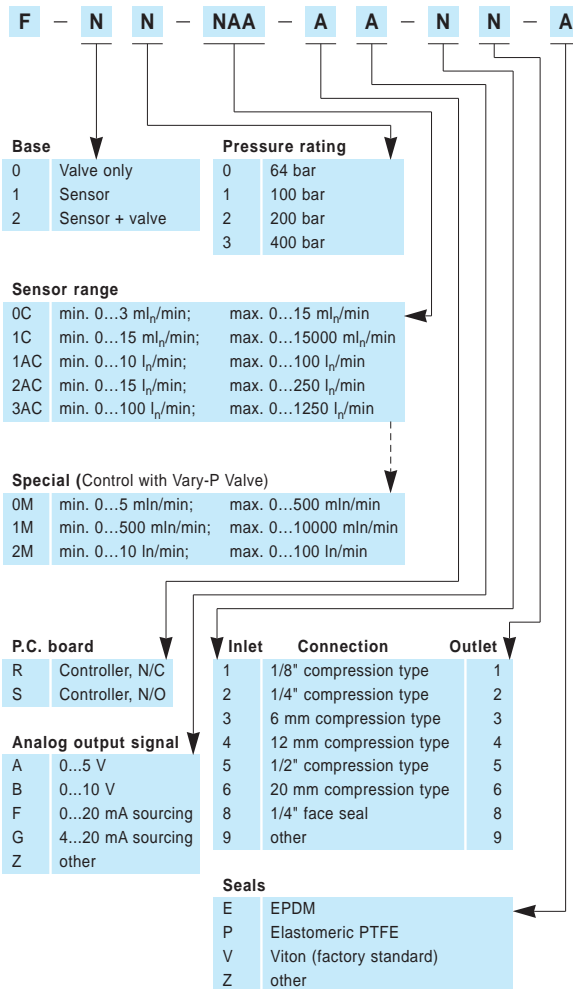 F – N N – NAA – A A – N N – A
Base
0 Valve only
1 Sensor
2 Sensor + valve
Pressure rating
0 64 bar
1 100 bar
2 200 bar
3 400 bar
Sensor range
0C min. 0...3 mlₙ/min; max. 0...15 mlₙ/min
1C min. 0...15 mlₙ/min; max. 0...15000 mlₙ/min
1AC min. 0...10 lₙ/min; max. 0...100 lₙ/min
2AC min. 0...15 lₙ/min; max. 0...250 lₙ/min
3AC min. 0...100 lₙ/min; max. 0...1250 lₙ/min
Special (Control with Vary-P Valve)
0M min. 0...5 mln/min; max. 0...500 mln/min
1M min. 0...500 mln/min; max. 0...10000 mln/min
2M min. 0...10 ln/min; max. 0...100 ln/min
P.C. board
R Controller, N/C
S Controller, N/O
Analog output signal
A 0...5 V
B 0...10 V
F 0...20 mA sourcing
G 4...20 mA sourcing
Z other
Inlet Connection Outlet
1 1/8" compression type 1
2 1/4" compression type 2
3 6 mm compression type 3
4 12 mm compression type 4
5 1/2" compression type 5
6 20 mm compression type 6
8 1/4" face seal 8
9 other 9
Seals
E EPDM
P Elastomeric PTFE
V Viton (factory standard)
Z other